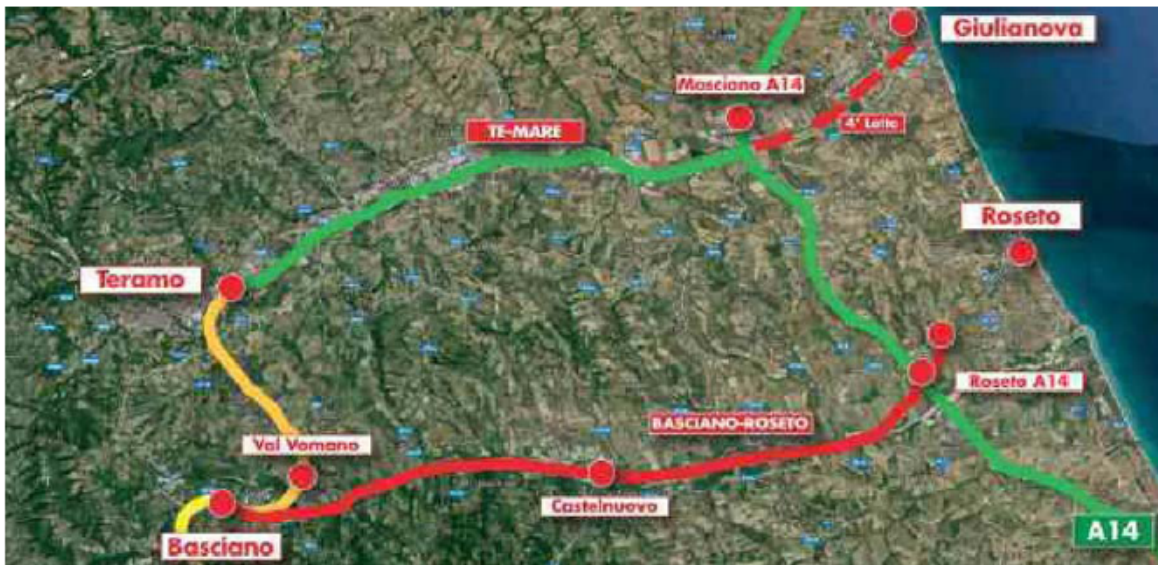 Giulianova
Mosciano A14
4° Lotto
TE-MARE
Roseto
Teramo
Roseto A14
BASCIANO-ROSETO
Val Vomano
Castelnuovo
A14
Basciano